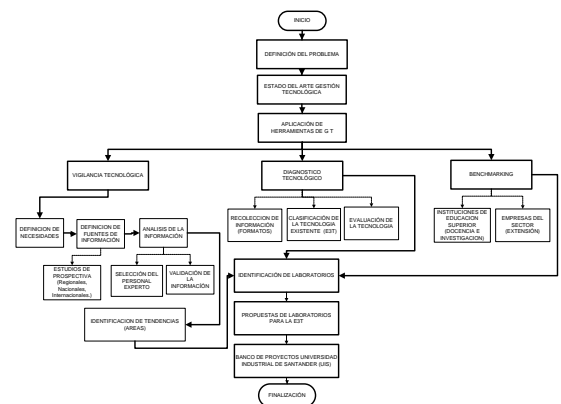 INICIO
DEFINICIÓN DEL PROBLEMA
ESTADO DEL ARTE GESTIÓN
TECNOLÓGICA
APLICACIÓN DE
HERRAMIENTAS DE G T
VIGILANCIA TECNOLÓGICA
DIAGNOSTICO
TECNOLÓGICO
BENCHMARKING
DEFINICION DE
NECESIDADES
DEFINICION DE
FUENTES DE
INFORMACIÓN
ANALISIS DE LA
INFORMACIÓN
RECOLECCION DE
INFORMACIÓN
(FORMATOS)
CLASIFICACIÓN DE
LA TECNOLOGIA
EXISTENTE (E3T)
EVALUACIÓN DE
LA TECNOLOGIA
INSTITUCIONES DE
EDUCACION
SUPERIOR
(DOCENCIA E
INVESTIGACION)
EMPRESAS DEL
SECTOR
(EXTENSIÓN)
ESTUDIOS DE
PROSPECTIVA
(Regionales,
Nacionales,
Internacionales.)
SELECCIÓN DEL
PERSONAL
EXPERTO
VALIDACIÓN DE
LA
INFORMACIÍON
IDENTIFICACIÓN DE LABORATORIOS
IDENTIFICACION DE TENDENCIAS
(AREAS)
PROPUESTAS DE LABORATORIOS
PARA LA E3T
BANCO DE PROYECTOS UNIVERSIDAD
INDUSTRIAL DE SANTANDER (UIS)
FINALIZACIÓN